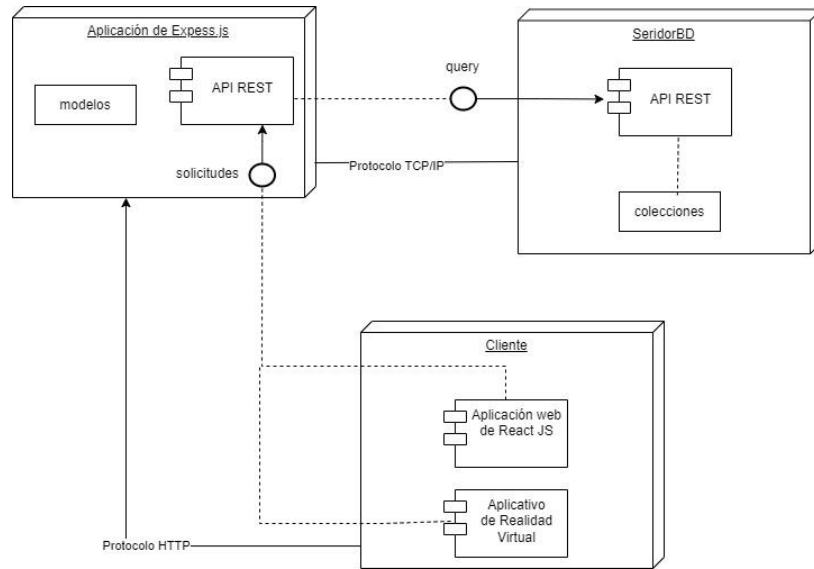 Aplicación de Expess.js
API REST
modelos
solicitudes
query
SeridorBD
API REST
colecciones
Protocolo TCP/IP
Cliente
Aplicación web
de React JS
Aplicativo
de Realidad
Virtual
Protocolo HTTP